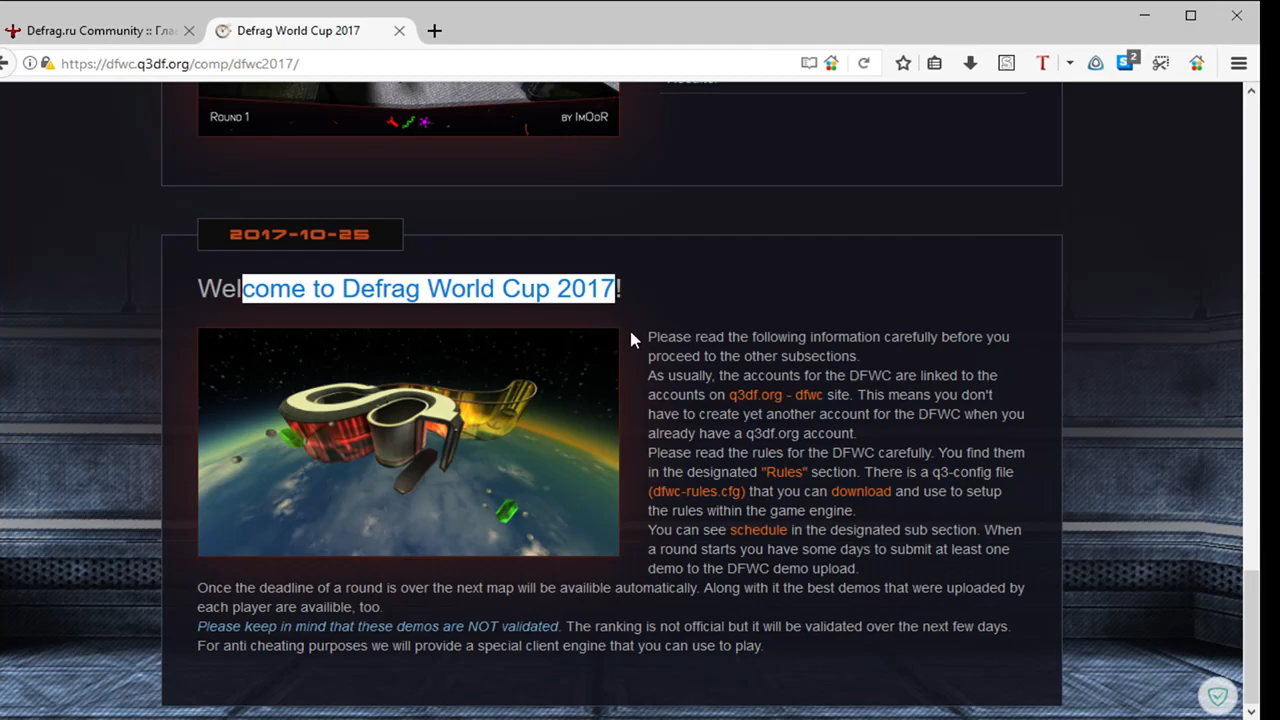 Defrag.ru Community :: Гла
Defrag World Cup 2017
https://dfwc.q3df.org/comp/dfwc2017/
2
ROUND 1
BY IMOOR
2017-10-25
Welcome to Defrag World Cup 2017!
Please read the following information carefully before you
proceed to the other subsections.
As usually, the accounts for the DFWC are linked to the
accounts on q3df.org - dfwc site. This means you don't
have to create yet another account for the DFWC when you
already have a q3df.org account.
Please read the rules for the DFWC carefully. You find them
in the designated "Rules" section. There is a q3-config file
(dfwc-rules.cfg) that you can download and use to setup
the rules within the game engine.
You can see schedule in the designated sub section. When
a round starts you have some days to submit at least one
demo to the DFWC demo upload.
Once the deadline of a round is over the next map will be availible automatically. Along with it the best demos that were uploaded by
each player are availible, too.
Please keep in mind that these demos are NOT validated. The ranking is not official but it will be validated over the next few days.
For anti cheating purposes we will provide a special client engine that you can use to play.